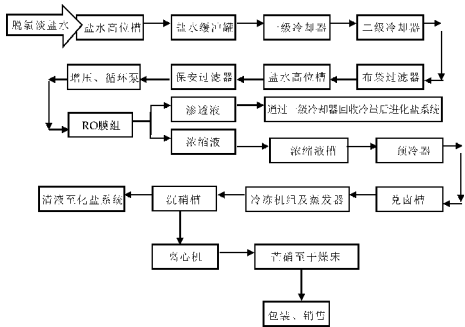 脱氯淡盐水
盐水高位槽
盐水缓冲罐
一级冷却器
二级冷却器
增压、循环泵
保安过滤器
盐水高位槽
布袋过滤器
RO膜组
渗透液
通过一级冷却器回收冷量后进化盐系统
浓缩液
浓缩液槽
预冷器
清液至化盐系统
沉硝槽
冷冻机组及蒸发器
兑卤槽
离心机
芒硝至干燥床
包装、销售